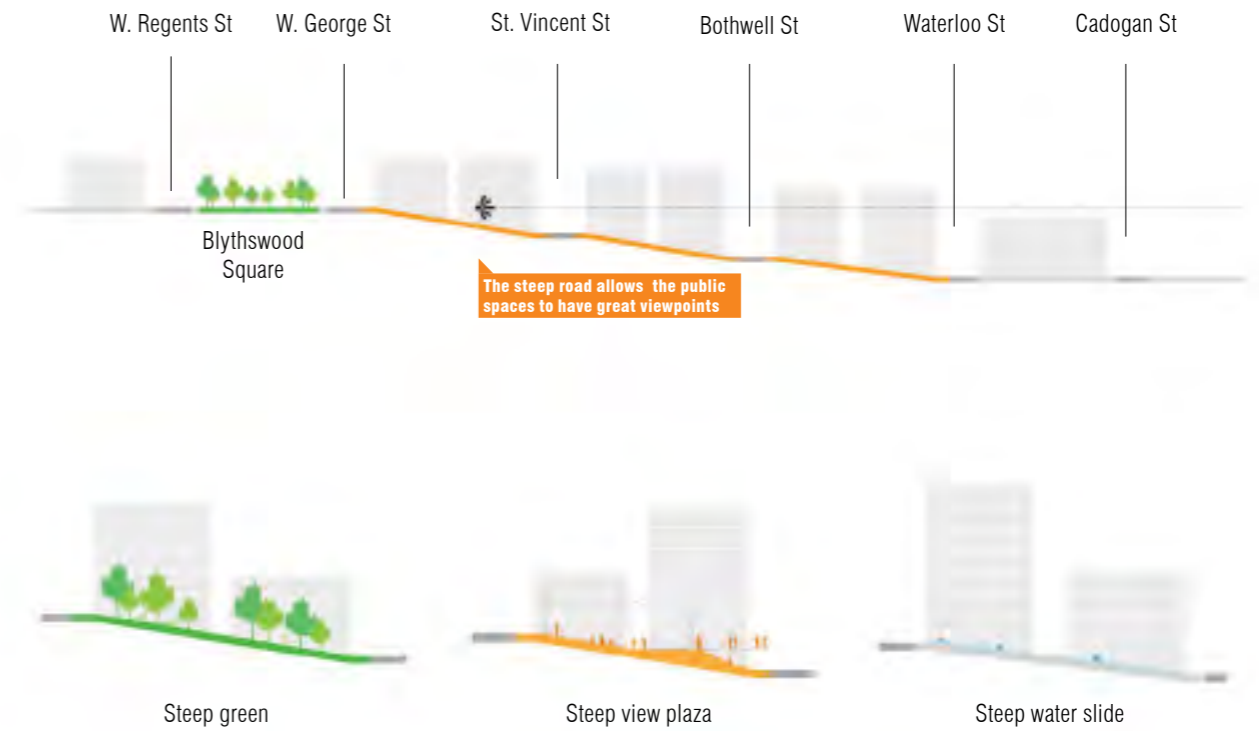 W. Regents St
W. George St
St. Vincent St
Bothwell St
Waterloo St
Cadogan St
Blythswood
Square
The steep road allows the public
spaces to have great viewpoints
Steep green
Steep view plaza
Steep water slide